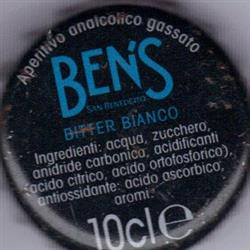 Aperitivo analcolico gassato
BEN'S
SAN BENEDETTO
BITTER BIANCO
Ingredienti: acqua, zucchero,
anidride carbonica, acidificanti
(acido citrico, acido ortofosforico),
antiossidante: acido ascorbico,
aromi.
10cl℮